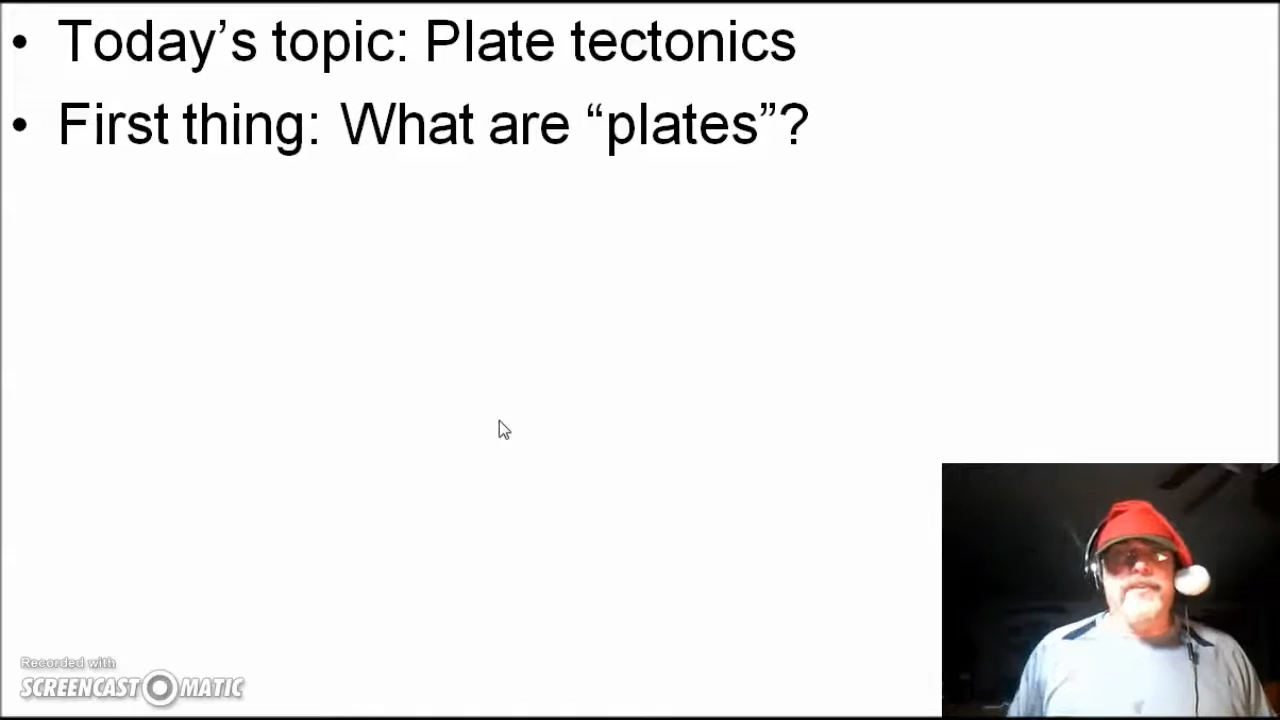 • Today’s topic: Plate tectonics
• First thing: What are “plates”?
Recorded with
SCREENCAST MATIC